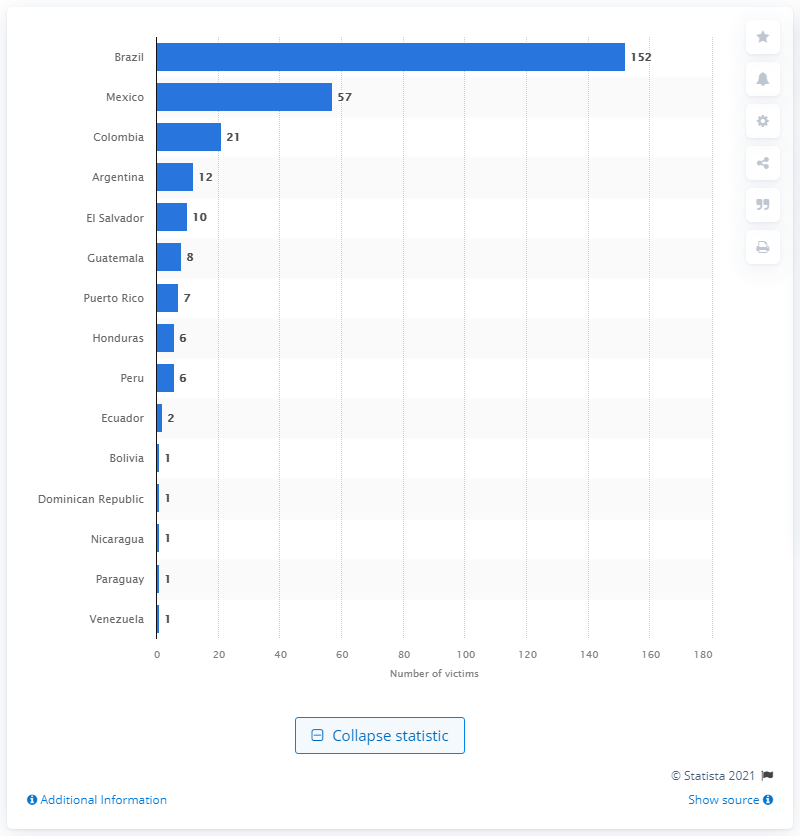 Brazil 152
Mexico 57
Colombia 21
Argentina 12
El Salvador 10
Guatemala 8
Puerto Rico 7
Honduras 6
Peru 6
Ecuador 2
Bolivia 1
Dominican Republic 1
Nicaragua 1
Paraguay 1
Venezuela 1
0 20 40 60 80 100 120 140 160 180
Number of victims
Collapse statistic
© Statista 2021
Additional Information Show source